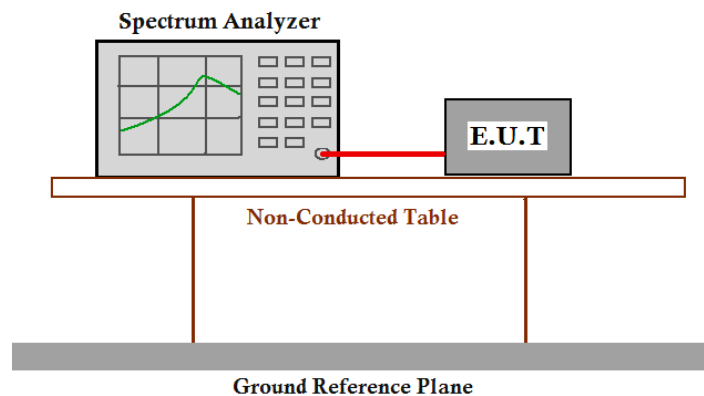 Spectrum Analyzer
E.U.T
Non-Conducted Table
Ground Reference Plane